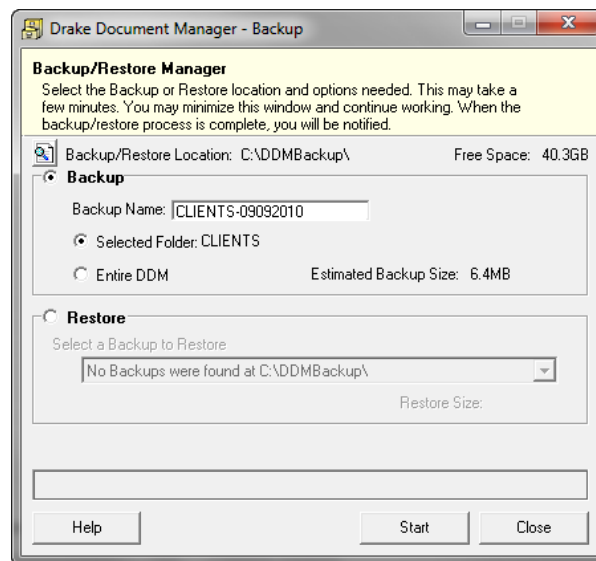 Drake Document Manager - Backup
Backup/Restore Manager
Select the Backup or Restore location and options needed. This may take a
few minutes. You may minimize this window and continue working. When the
backup/restore process is complete, you will be notified.
Backup/Restore Location: C:\DDMBackup\ Free Space: 40.3GB
Backup
Backup Name: CLIENTS-09092010
Selected Folder: CLIENTS
Entire DDM Estimated Backup Size: 6.4MB
Restore
Select a Backup to Restore
No Backups were found at C:\DDMBackup\
Restore Size:
Help Start Close